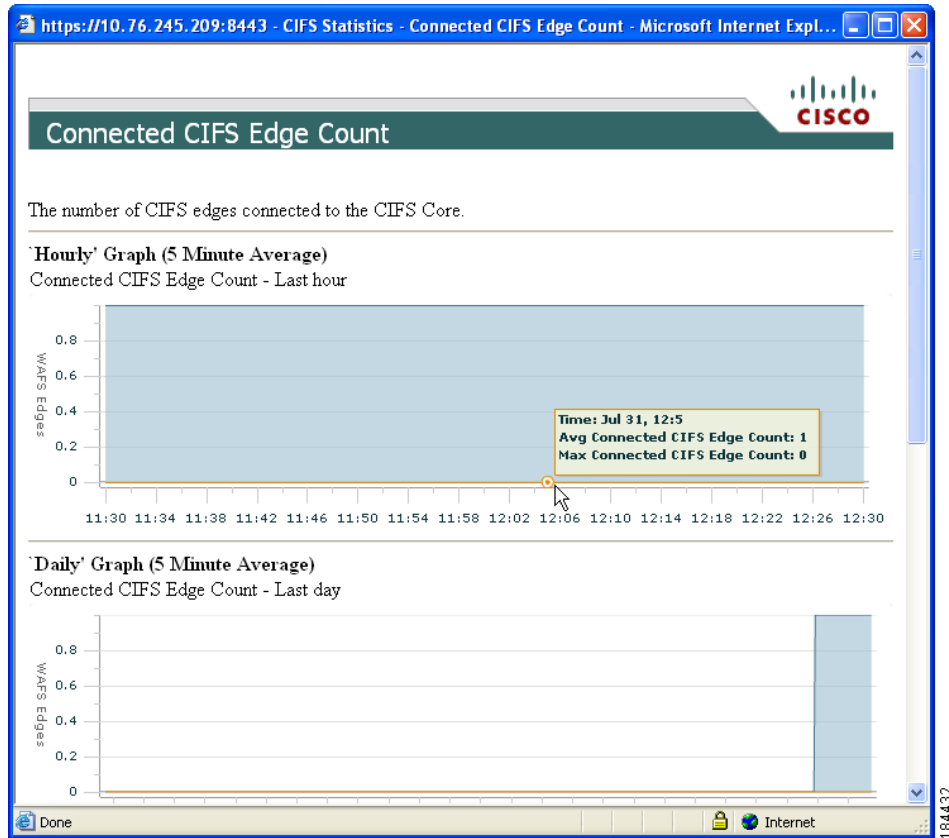 https://10.76.245.209:8443 - CIFS Statistics - Connected CIFS Edge Count - Microsoft Internet Expl...
CISCO
Connected CIFS Edge Count
The number of CIFS edges connected to the CIFS Core.
`Hourly' Graph (5 Minute Average)
Connected CIFS Edge Count - Last hour
WAFS Edges
0.8
0.6
0.4
0.2
0
Time: Jul 31, 12:5
Avg Connected CIFS Edge Count: 1
Max Connected CIFS Edge Count: 0
11:30 11:34 11:38 11:42 11:46 11:50 11:54 11:58 12:02 12:06 12:10 12:14 12:18 12:22 12:26 12:30
`Daily' Graph (5 Minute Average)
Connected CIFS Edge Count - Last day
WAFS Edges
0.8
0.6
0.4
0.2
0
Done
Internet